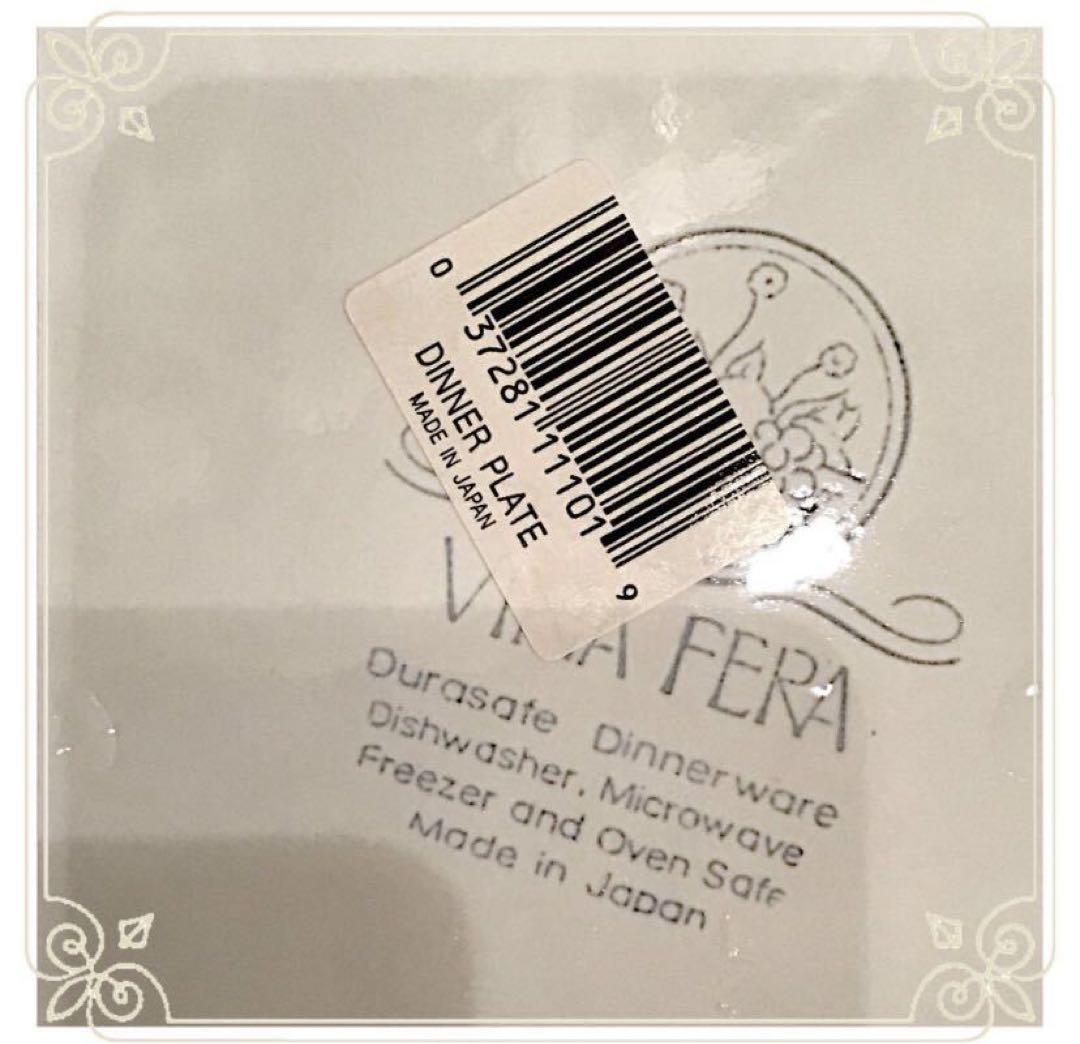 0 37281 11101 9
DINNER PLATE
MADE IN JAPAN
FERA
Durasafe Dinnerware
Dishwasher, Microwave
Freezer and Oven Safe
Made in Japan